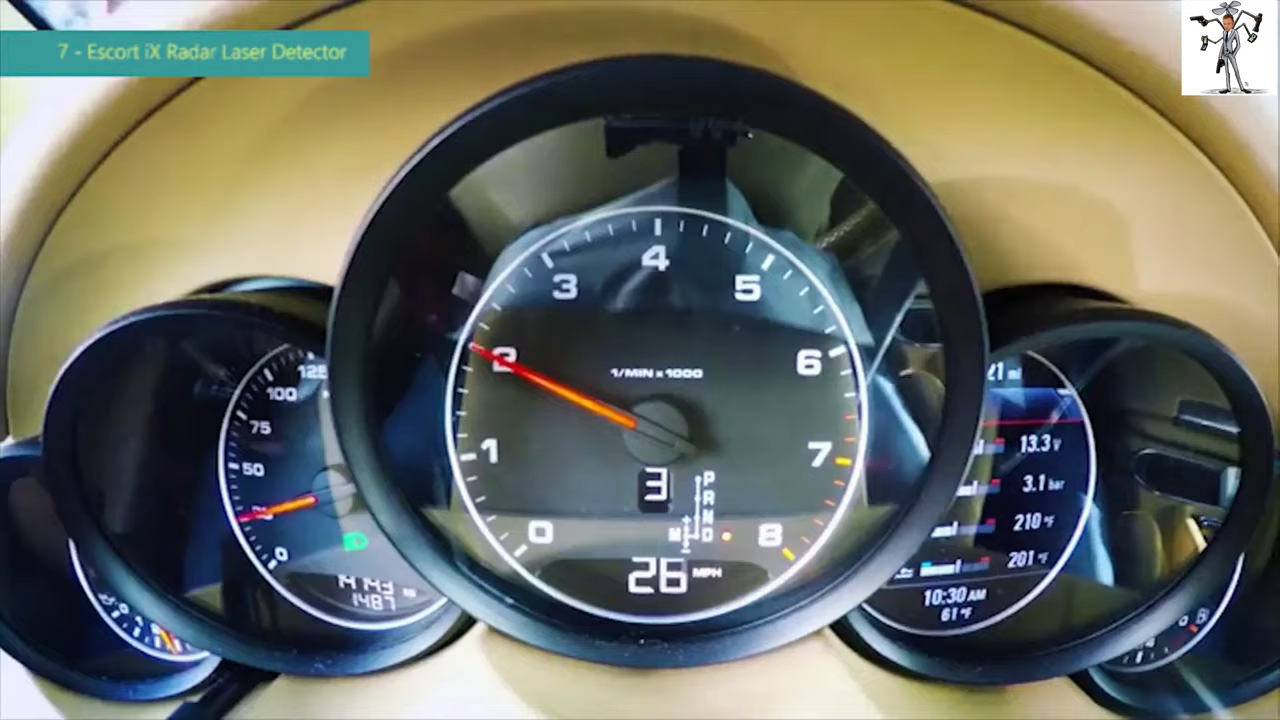 7 - Escort iX Radar Laser Detector
4
3
5
2
6
1/MIN x 1000
1
7
3
P
R
N
M D
0
8
26 MPH
125
100
75
50
0
1487
21 mi
13.3 V
3.1 bar
210 °F
201 °F
10:30 AM
61 °F